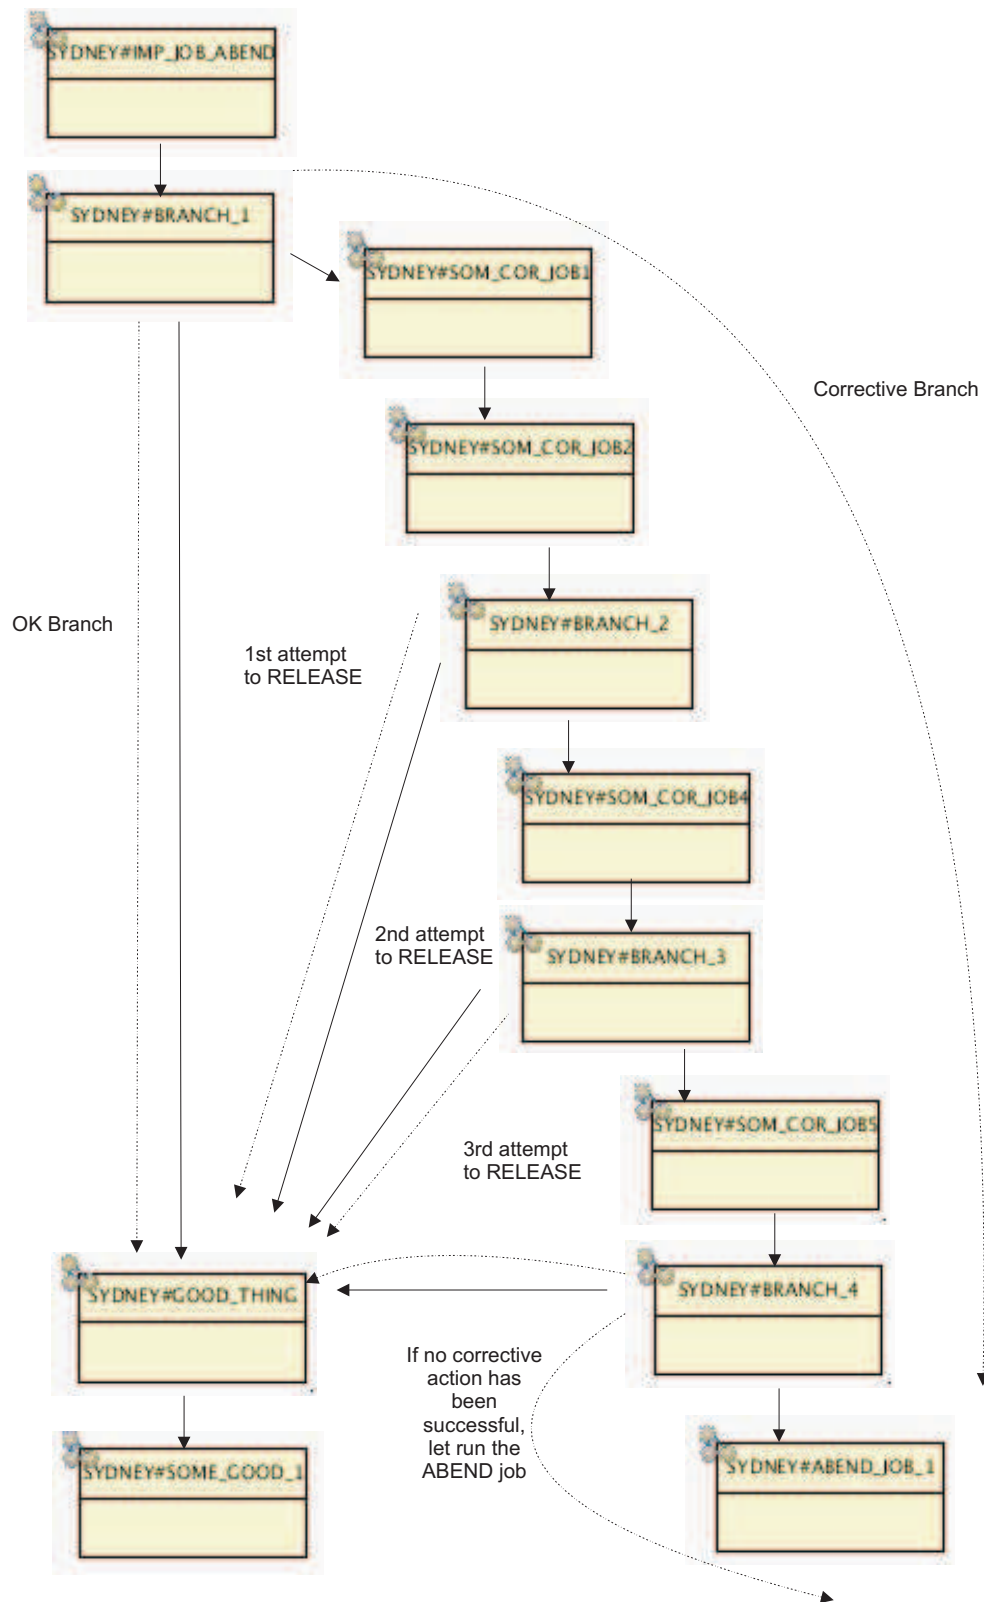 SYDNEY#IMP_JOB_ABEND
SYDNEY#BRANCH_1
SYDNEY#SOM_COR_JOB1
Corrective Branch
SYDNEY#SOM_COR_JOB2
OK Branch
SYDNEY#BRANCH_2
1st attempt
to RELEASE
SYDNEY#SOM_COR_JOB4
2nd attempt
to RELEASE
SYDNEY#BRANCH_3
SYDNEY#SOM_COR_JOB5
3rd attempt
to RELEASE
SYDNEY#GOOD_THING
SYDNEY#BRANCH_4
If no corrective
action has
been
successful,
let run the
ABEND job
SYDNEY#SOME_GOOD_1
SYDNEY#ABEND_JOB_1